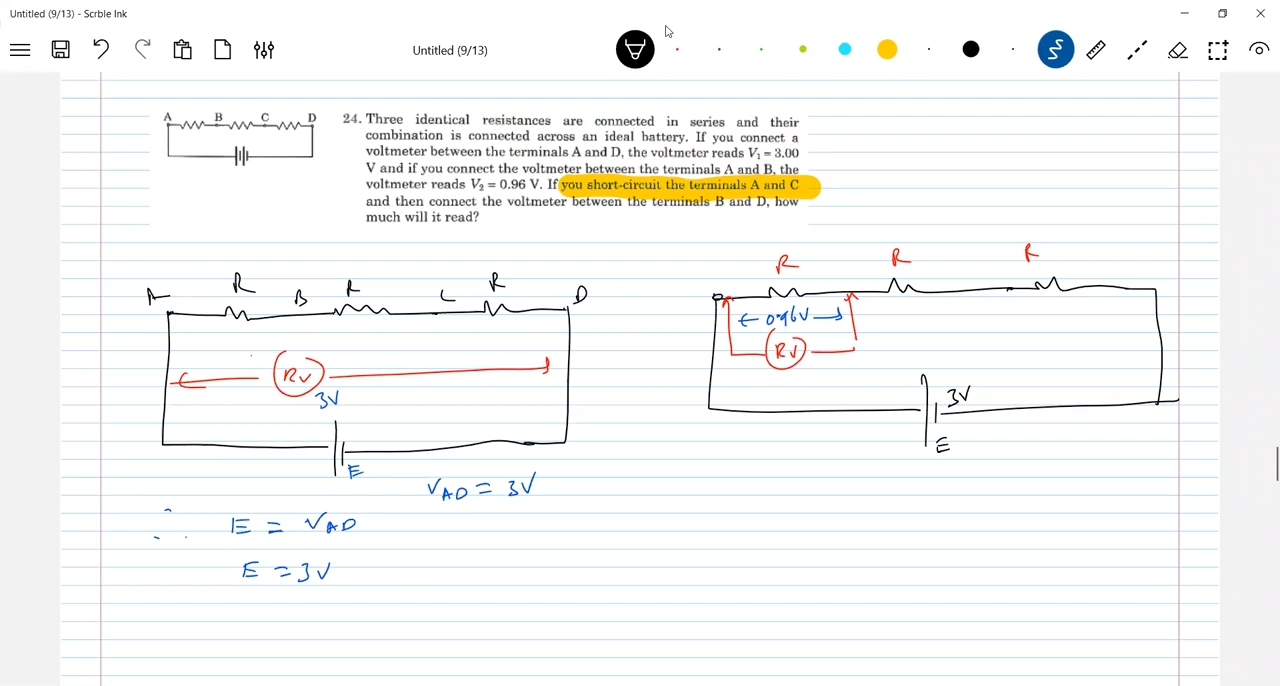 Untitled (9/13) - Scrble Ink
Untitled (9/13)
A B C D
24. Three identical resistances are connected in series and their
combination is connected across an ideal battery. If you connect a
voltmeter between the terminals A and D, the voltmeter reads V₁ = 3.00
V and if you connect the voltmeter between the terminals A and B, the
voltmeter reads V₂ = 0.96 V. If you short-circuit the terminals A and C
and then connect the voltmeter between the terminals B and D, how
much will it read?
A R B R C R D
RV
3V
E
VAD = 3V
∴ E = VAD
E = 3V
R R R
0.96V
RV
3V
E